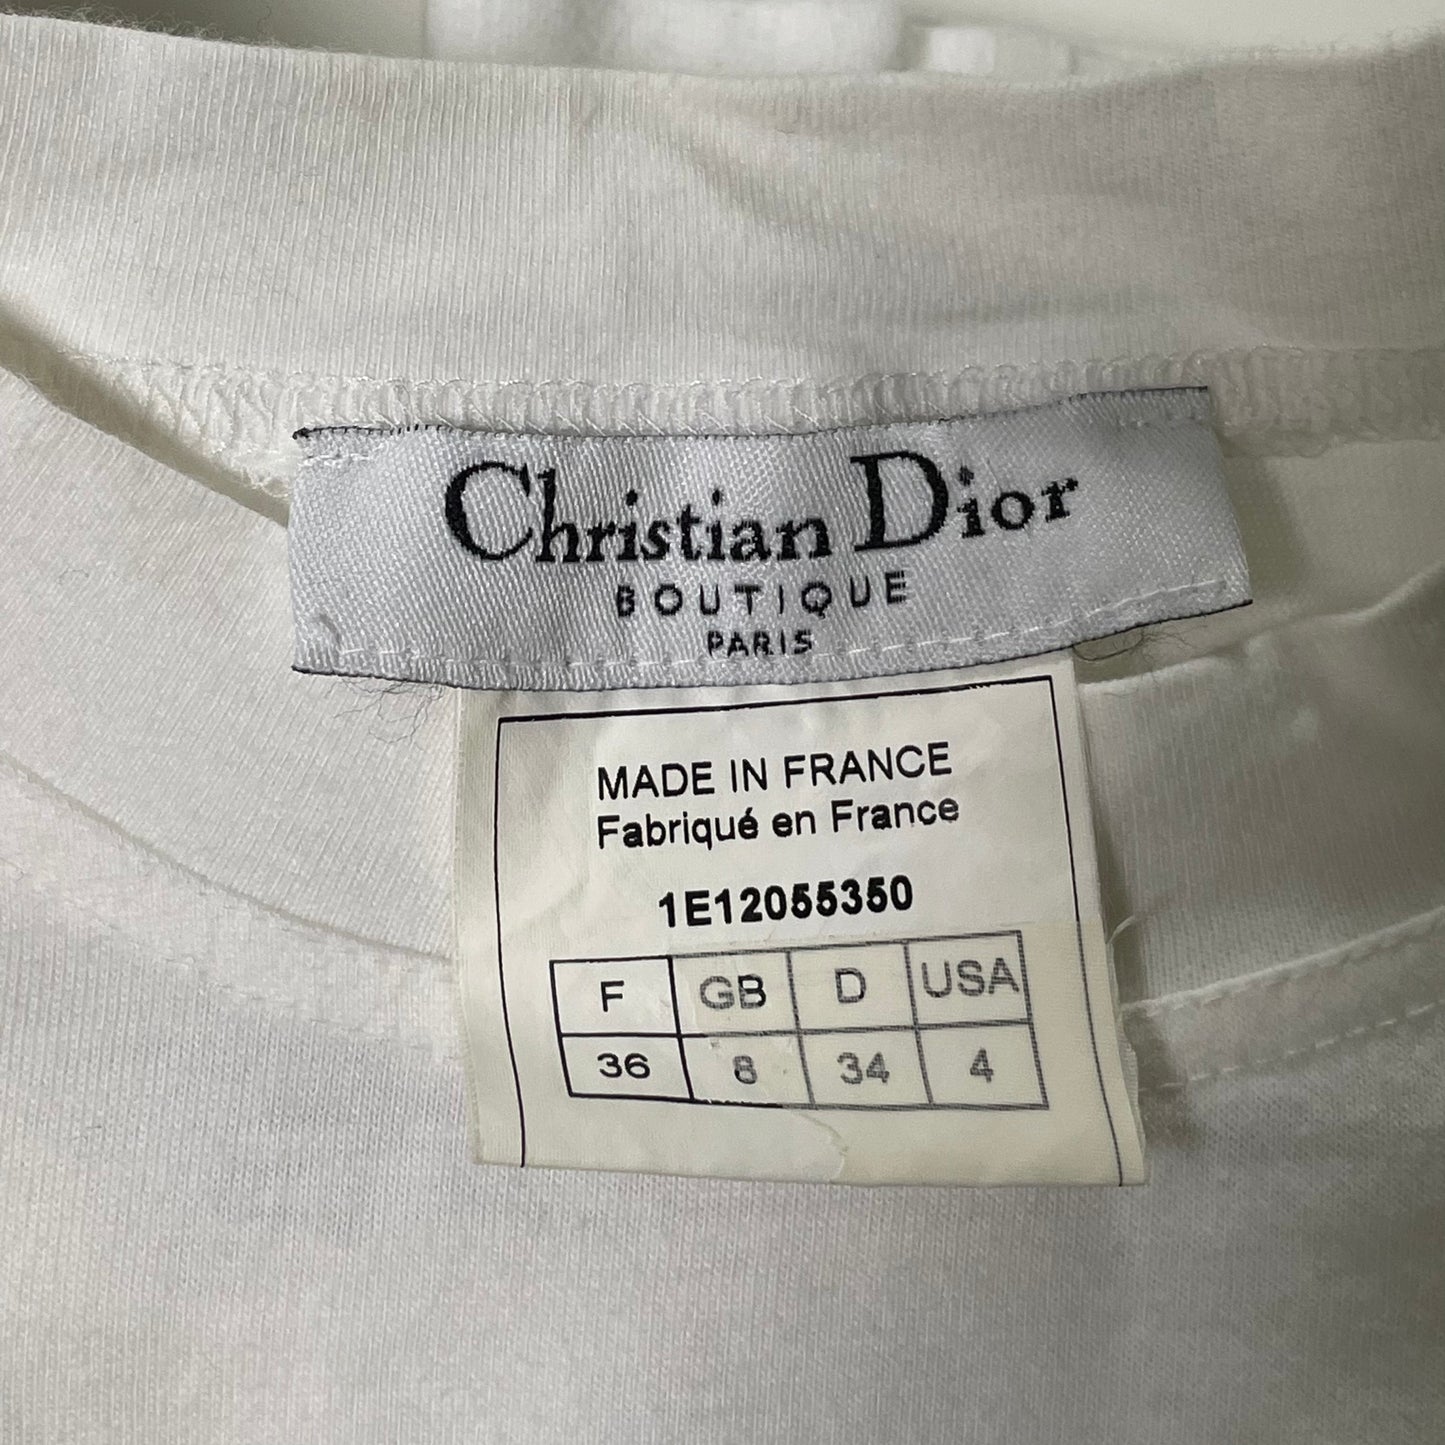 Christian Dior
BOUTIQUE
PARIS
MADE IN FRANCE
Fabriqué en France
1E12055350
F GB D USA
36 8 34 4